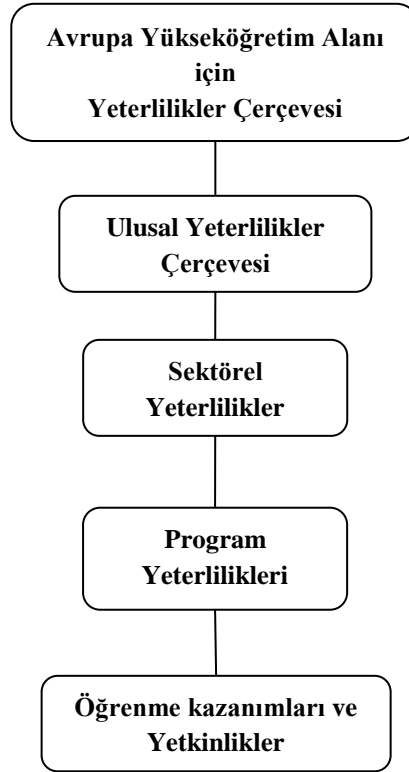 Avrupa Yükseköğretim Alanı
için
Yeterlilikler Çerçevesi
Ulusal Yeterlilikler
Çerçevesi
Sektörel
Yeterlilikler
Program
Yeterlilikleri
Öğrenme kazanımları ve
Yetkinlikler